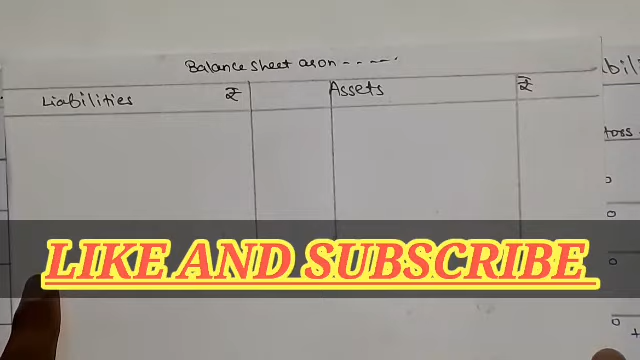 Balance sheet as on - - - - -
Liabilities ₹ Assets ₹
LIKE AND SUBSCRIBE